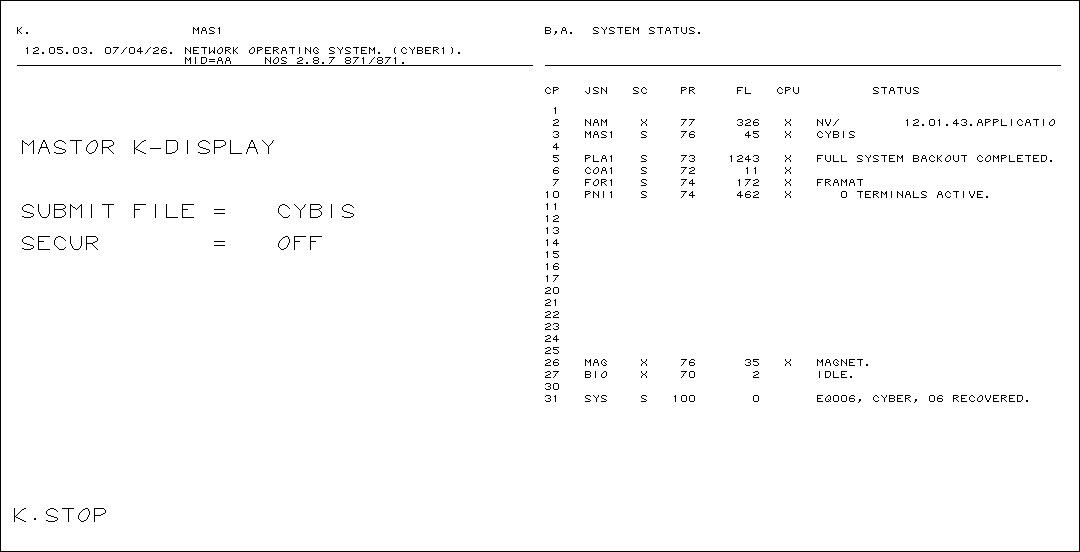 K. MAS1
12.05.03. 07/04/26. NETWORK OPERATING SYSTEM. (CYBER1).
MID=AA NOS 2.8.7 871/871.
MASTOR K-DISPLAY
SUBMIT FILE = CYBIS
SECUR = OFF
K.STOP
B,A. SYSTEM STATUS.
CP JSN SC PR FL CPU STATUS
1
2 NAM X 77 326 X NV/ 12.01.43.APPLICATIO
3 MAS1 S 76 45 X CYBIS
4
5 PLA1 S 73 1243 X FULL SYSTEM BACKOUT COMPLETED.
6 COA1 S 72 11 X
7 FOR1 S 74 172 X FRAMAT
10 PNI1 S 74 462 X 0 TERMINALS ACTIVE.
11
12
13
14
15
16
17
20
21
22
23
24
25
26 MAG X 76 35 X MAGNET.
27 BIO X 70 2 IDLE.
30
31 SYS S 100 0 EQ006, CYBER, 06 RECOVERED.